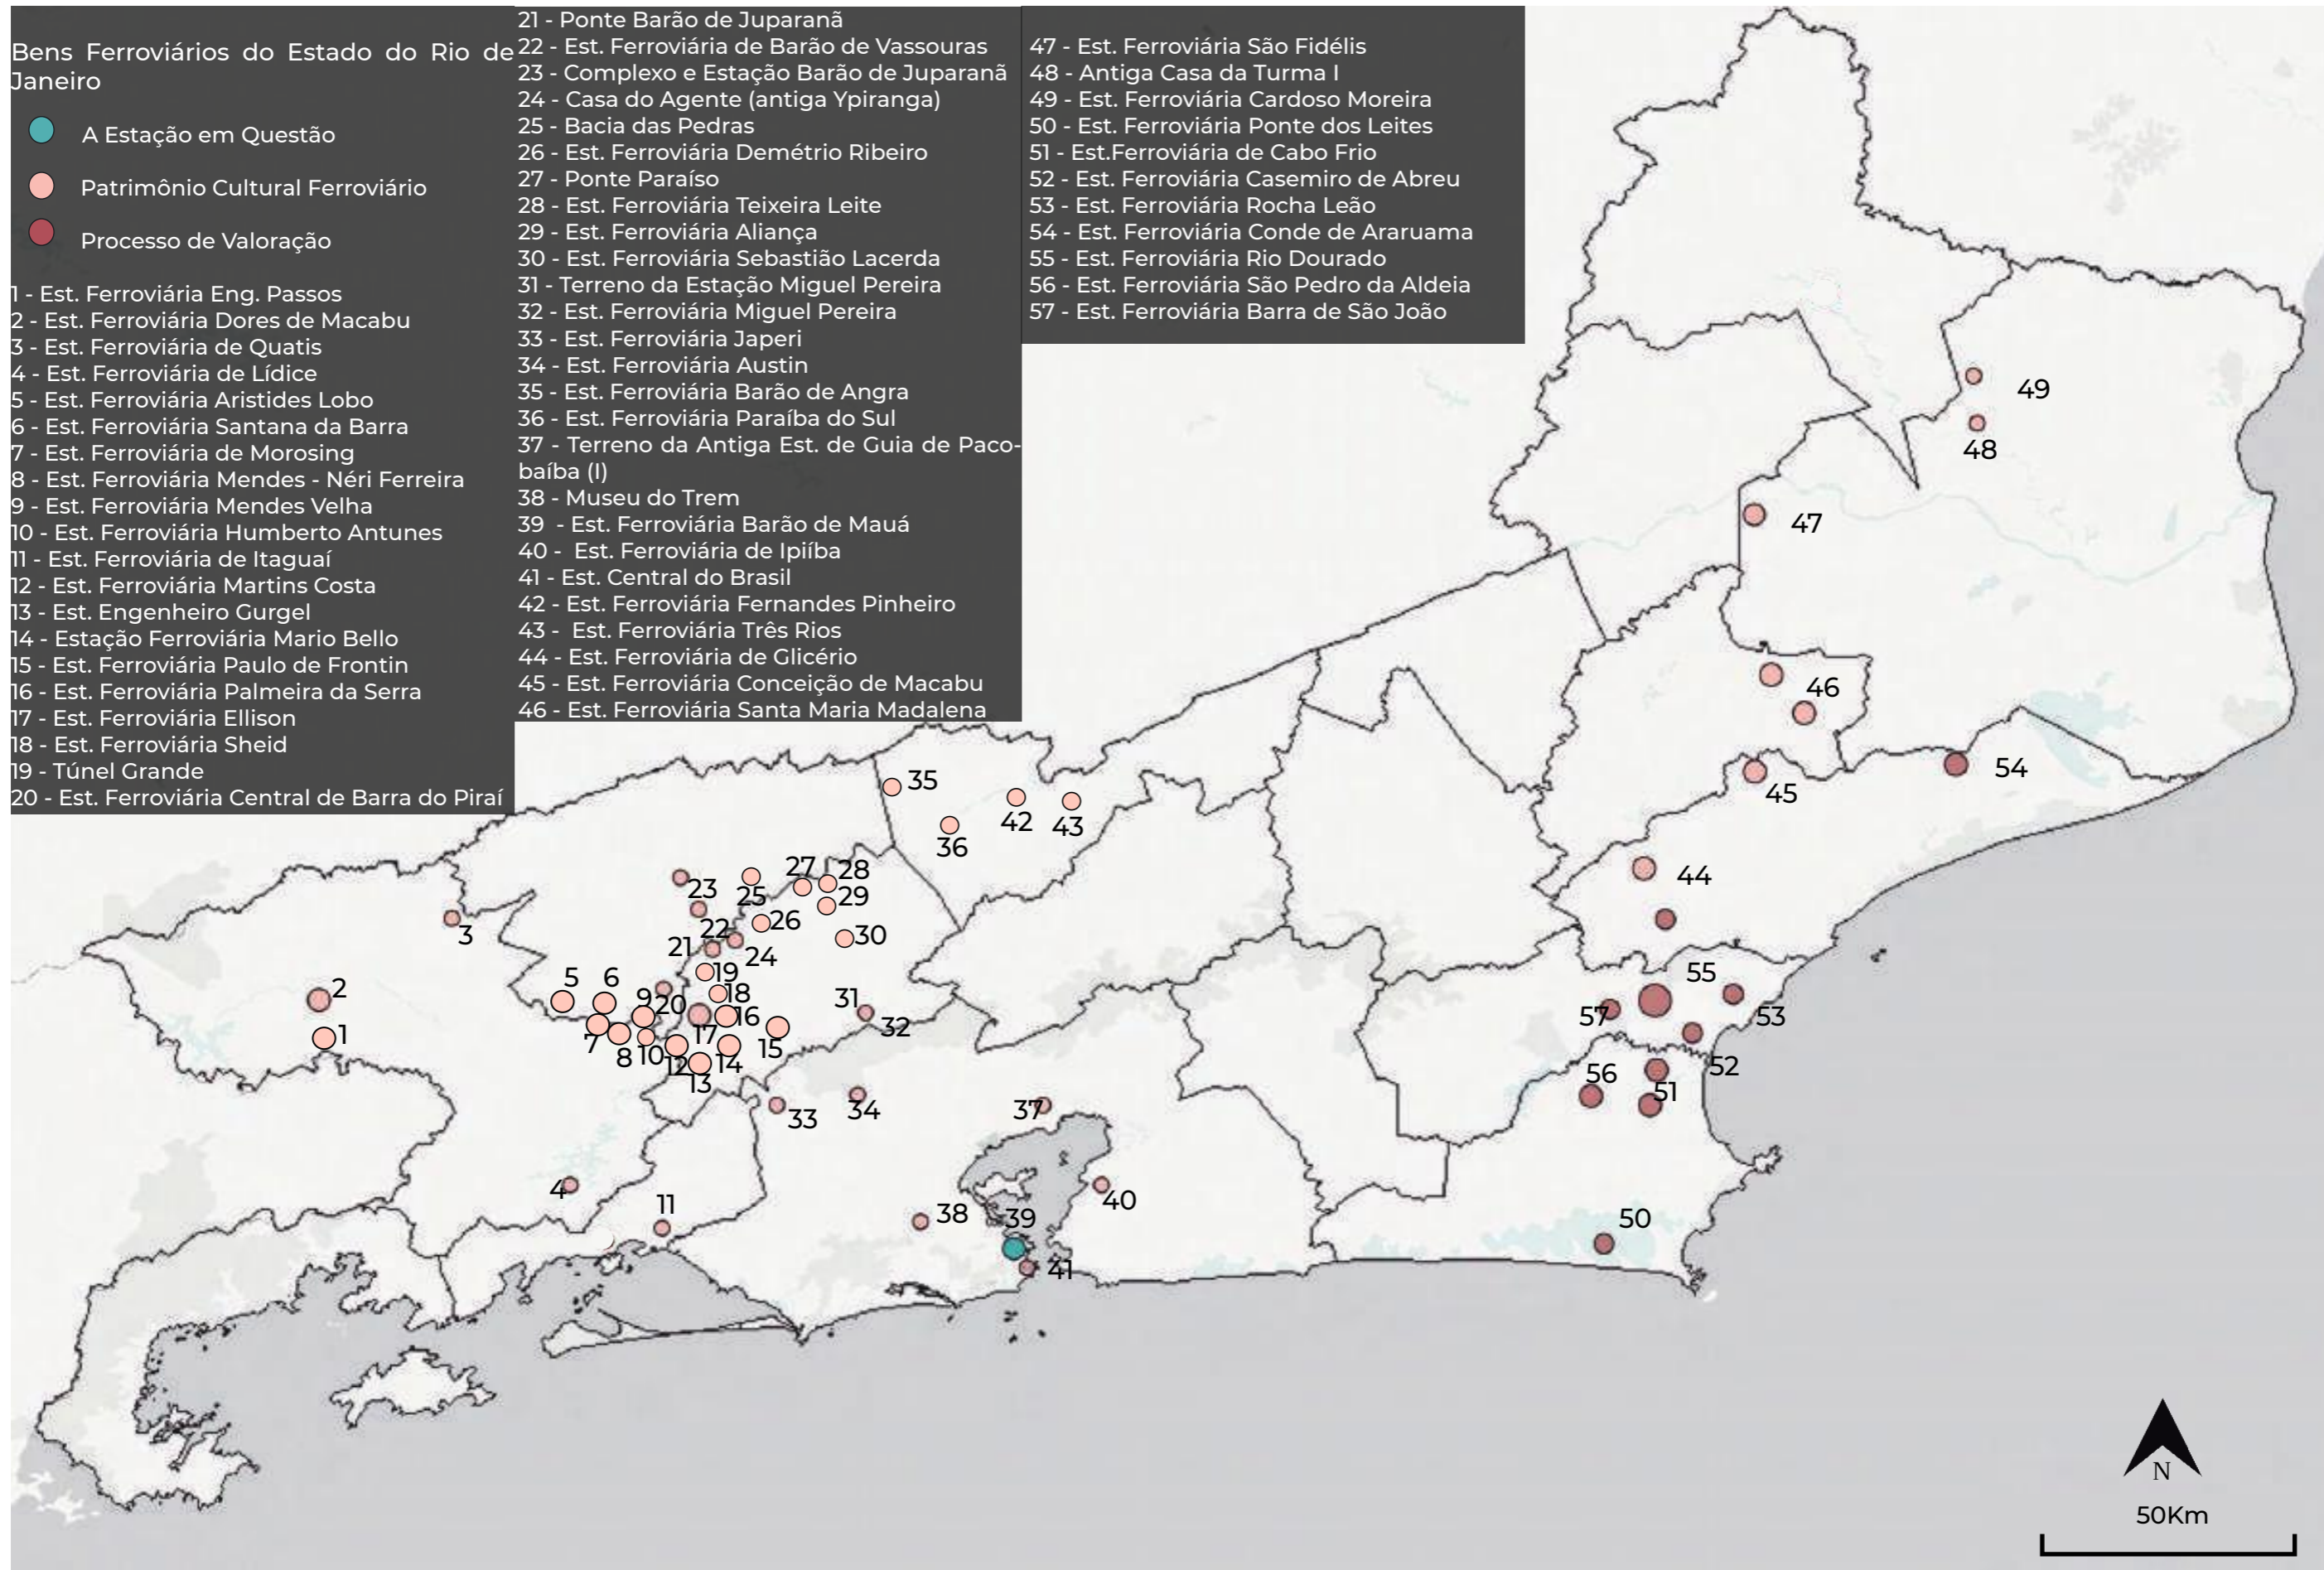 Bens Ferroviários do Estado do Rio de
Janeiro
A Estação em Questão
Patrimônio Cultural Ferroviário
Processo de Valoração
1 - Est. Ferroviária Eng. Passos
2 - Est. Ferroviária Dores de Macabu
3 - Est. Ferroviária de Quatis
4 - Est. Ferroviária de Lídice
5 - Est. Ferroviária Aristides Lobo
6 - Est. Ferroviária Santana da Barra
7 - Est. Ferroviária de Morosing
8 - Est. Ferroviária Mendes - Néri Ferreira
9 - Est. Ferroviária Mendes Velha
10 - Est. Ferroviária Humberto Antunes
11 - Est. Ferroviária de Itaguaí
12 - Est. Ferroviária Martins Costa
13 - Est. Engenheiro Gurgel
14 - Estação Ferroviária Mario Bello
15 - Est. Ferroviária Paulo de Frontin
16 - Est. Ferroviária Palmeira da Serra
17 - Est. Ferroviária Ellison
18 - Est. Ferroviária Sheid
19 - Túnel Grande
20 - Est. Ferroviária Central de Barra do Piraí
21 - Ponte Barão de Juparanã
22 - Est. Ferroviária de Barão de Vassouras
23 - Complexo e Estação Barão de Juparanã
24 - Casa do Agente (antiga Ypiranga)
25 - Bacia das Pedras
26 - Est. Ferroviária Demétrio Ribeiro
27 - Ponte Paraíso
28 - Est. Ferroviária Teixeira Leite
29 - Est. Ferroviária Aliança
30 - Est. Ferroviária Sebastião Lacerda
31 - Terreno da Estação Miguel Pereira
32 - Est. Ferroviária Miguel Pereira
33 - Est. Ferroviária Japeri
34 - Est. Ferroviária Austin
35 - Est. Ferroviária Barão de Angra
36 - Est. Ferroviária Paraíba do Sul
37 - Terreno da Antiga Est. de Guia de Paco-
baíba (I)
38 - Museu do Trem
39 - Est. Ferroviária Barão de Mauá
40 - Est. Ferroviária de Ipiíba
41 - Est. Central do Brasil
42 - Est. Ferroviária Fernandes Pinheiro
43 - Est. Ferroviária Três Rios
44 - Est. Ferroviária de Glicério
45 - Est. Ferroviária Conceição de Macabu
46 - Est. Ferroviária Santa Maria Madalena
47 - Est. Ferroviária São Fidélis
48 - Antiga Casa da Turma I
49 - Est. Ferroviária Cardoso Moreira
50 - Est. Ferroviária Ponte dos Leites
51 - Est.Ferroviária de Cabo Frio
52 - Est. Ferroviária Casemiro de Abreu
53 - Est. Ferroviária Rocha Leão
54 - Est. Ferroviária Conde de Araruama
55 - Est. Ferroviária Rio Dourado
56 - Est. Ferroviária São Pedro da Aldeia
57 - Est. Ferroviária Barra de São João
49
48
47
46
54
45
35
42
43
36
44
27
28
23
25
29
26
22
30
21
24
3
19
55
5
6
2
18
9
20
31
57
53
16
32
1
17
7
15
8
10
12
14
52
13
56
51
34
37
33
4
40
11
38
39
50
41
N
50Km